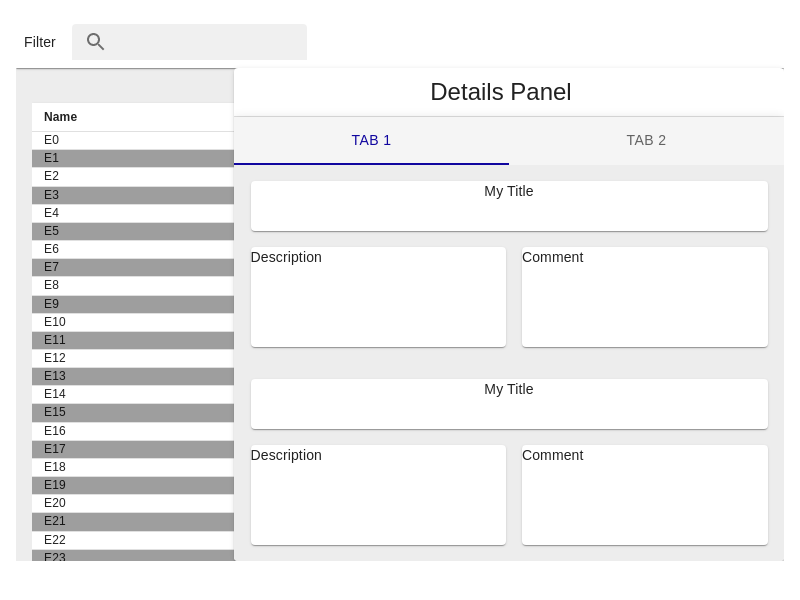 Filter
Details Panel
TAB 1
TAB 2
Name
E0
E1
E2
E3
E4
E5
E6
E7
E8
E9
E10
E11
E12
E13
E14
E15
E16
E17
E18
E19
E20
E21
E22
E23
My Title
Description
Comment
My Title
Description
Comment